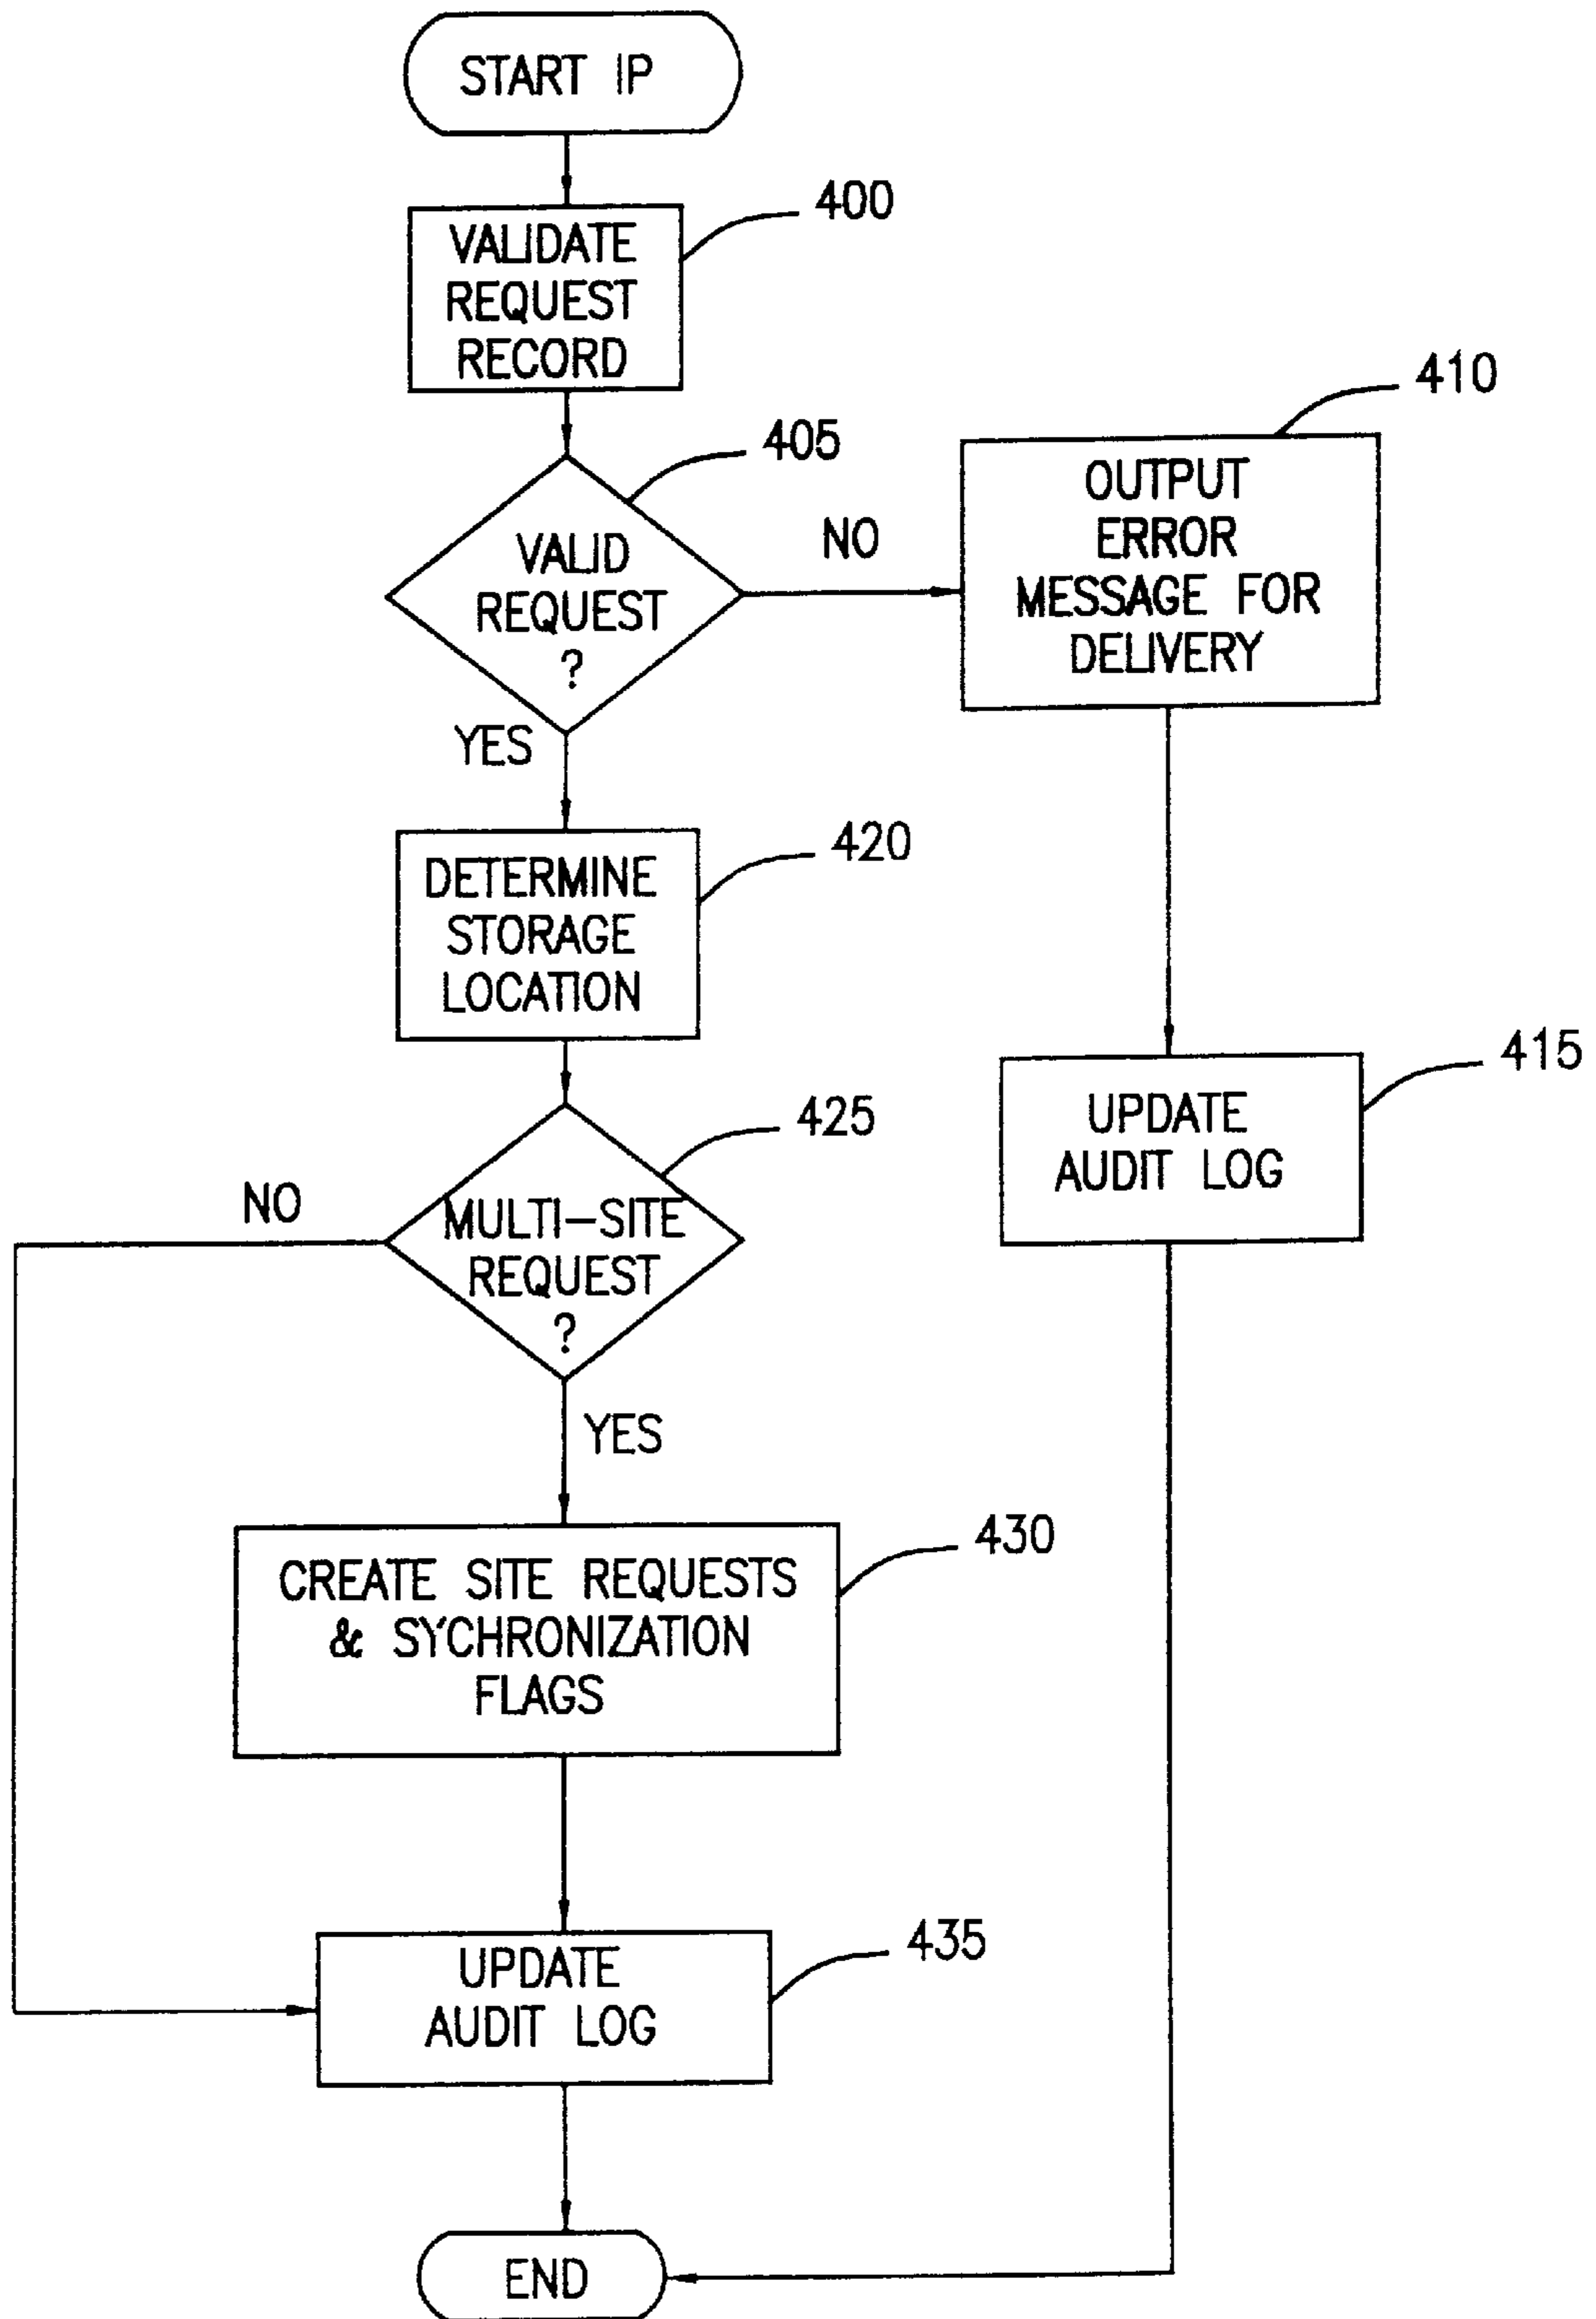 START IP
400
VALIDATE
REQUEST
RECORD
405
VALID
REQUEST
?
NO
410
OUTPUT
ERROR
MESSAGE FOR
DELIVERY
YES
420
DETERMINE
STORAGE
LOCATION
415
UPDATE
AUDIT LOG
425
NO
MULTI-SITE
REQUEST
?
YES
430
CREATE SITE REQUESTS
& SYCHRONIZATION
FLAGS
435
UPDATE
AUDIT LOG
END